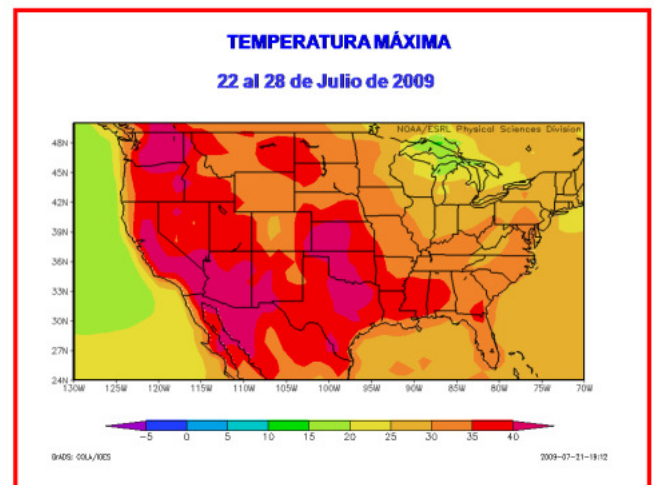 TEMPERATURA MÁXIMA
22 al 28 de Julio de 2009
NOAA/ESRL Physical Sciences Division
48N
45N
42N
39N
36N
33N
30N
27N
24N
130W 125W 120W 115W 110W 105W 100W 95W 90W 85W 80W 75W 70W
-5 0 5 10 15 20 25 30 35 40
GrADS: COLA/IGES 2009-07-21-19:12